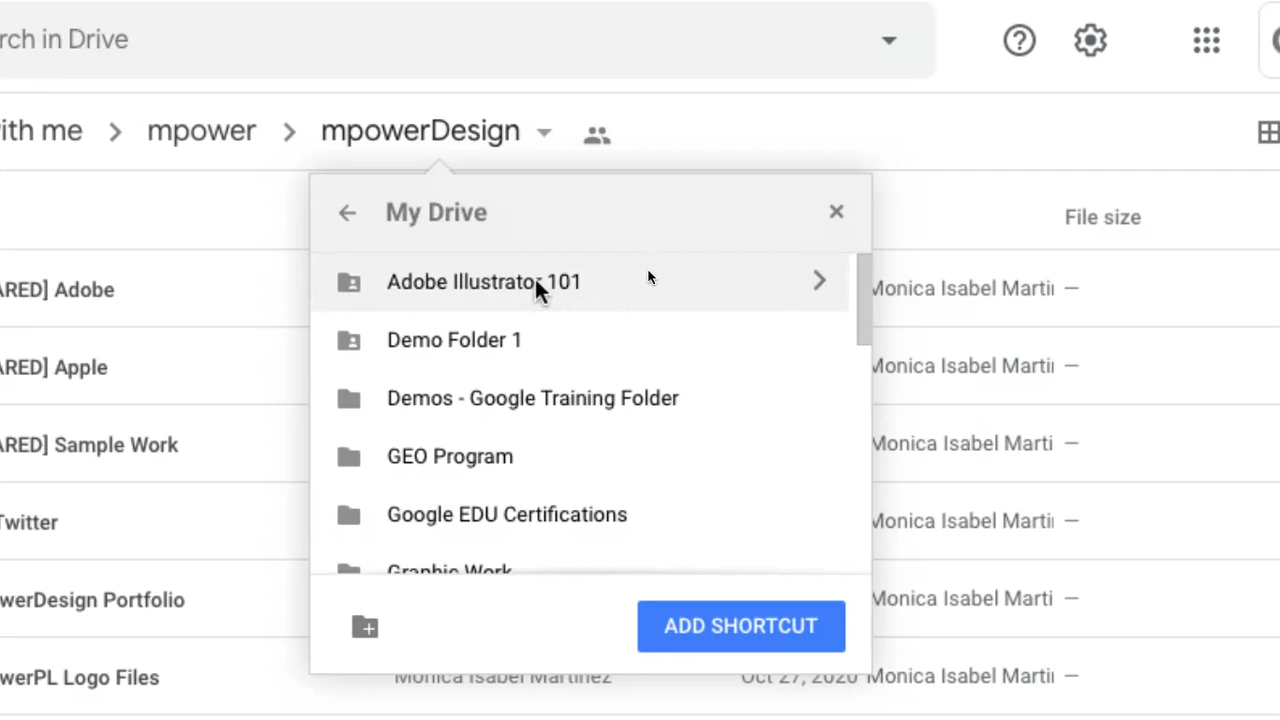 rch in Drive
ith me > mpower > mpowerDesign
My Drive
File size
ARED] Adobe
Adobe Illustrator 101
Monica Isabel Marti
—
ARED] Apple
Demo Folder 1
Monica Isabel Marti
—
Demos - Google Training Folder
ARED] Sample Work
GEO Program
Monica Isabel Marti
—
Twitter
Google EDU Certifications
Monica Isabel Marti
—
Graphic Work
werDesign Portfolio
Monica Isabel Marti
—
ADD SHORTCUT
werPL Logo Files
Monica Isabel Martinez
Oct 27, 2020
Monica Isabel Marti
—